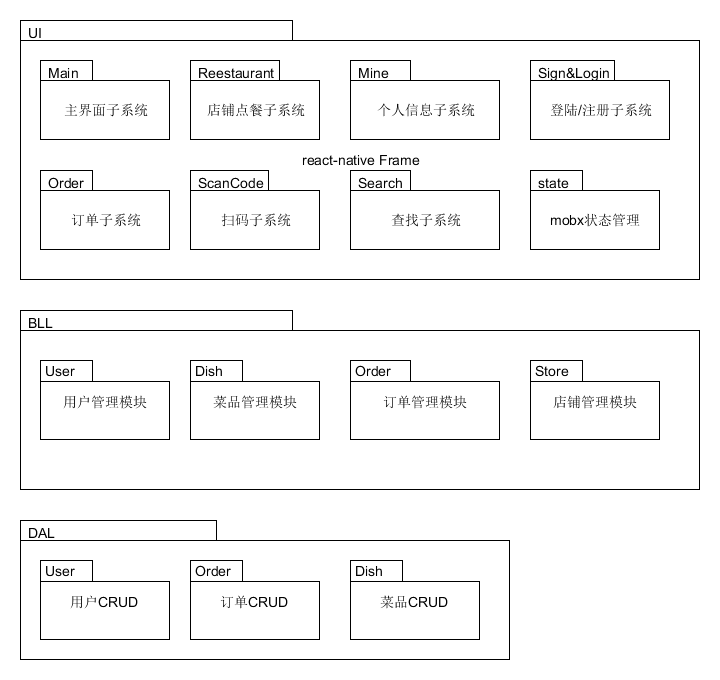 UI
Main
Reestaurant
Mine
Sign&Login
主界面子系统
店铺点餐子系统
个人信息子系统
登陆/注册子系统
react-native Frame
Order
ScanCode
Search
state
订单子系统
扫码子系统
查找子系统
mobx状态管理
BLL
User
Dish
Order
Store
用户管理模块
菜品管理模块
订单管理模块
店铺管理模块
DAL
User
Order
Dish
用户CRUD
订单CRUD
菜品CRUD